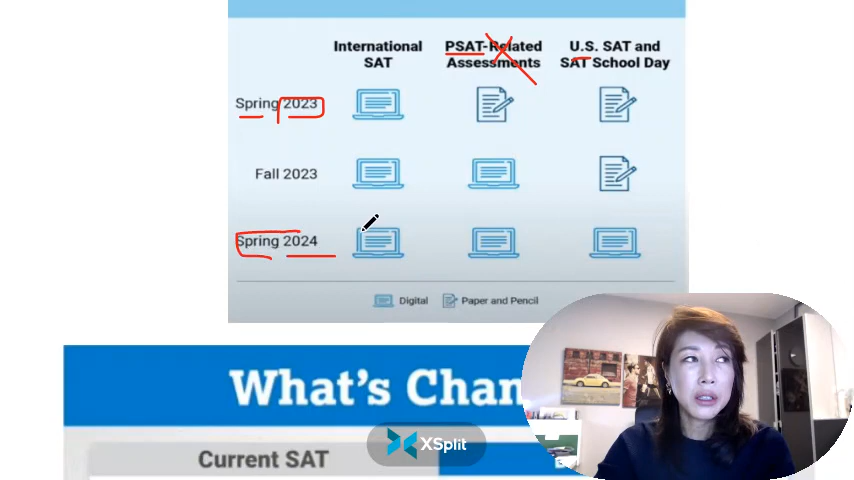 International SAT
PSAT-Related Assessments
U.S. SAT and SAT School Day
Spring 2023
Fall 2023
Spring 2024
Digital
Paper and Pencil
What's Chan
Current SAT
XSplit